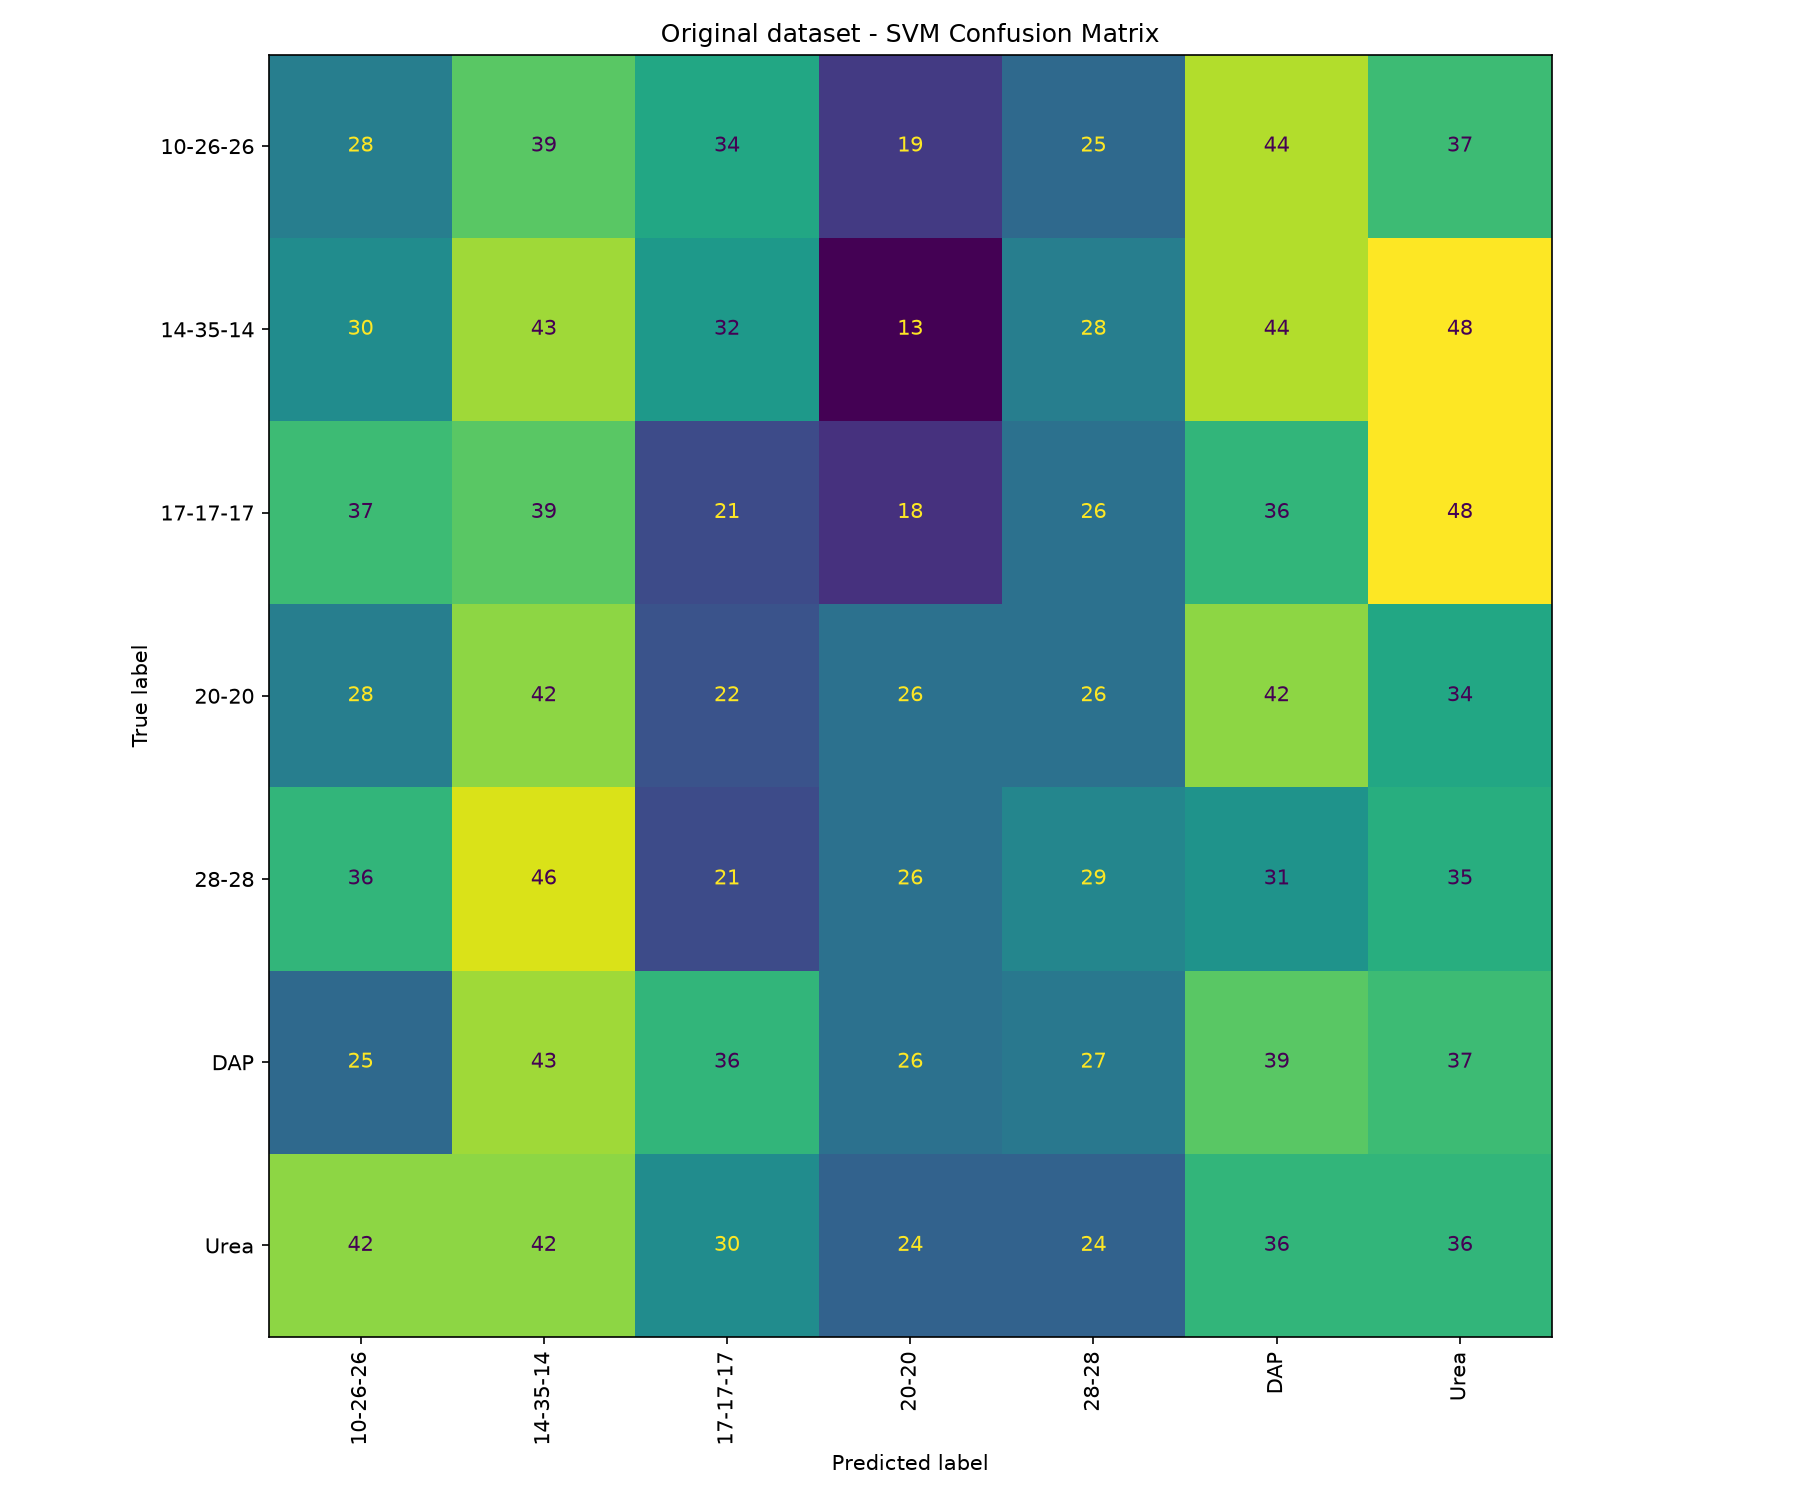 Original dataset - SVM Confusion Matrix
10-26-26 28 39 34 19 25 44 37
14-35-14 30 43 32 13 28 44 48
17-17-17 37 39 21 18 26 36 48
20-20 28 42 22 26 26 42 34
28-28 36 46 21 26 29 31 35
DAP 25 43 36 26 27 39 37
Urea 42 42 30 24 24 36 36
True label
10-26-26 14-35-14 17-17-17 20-20 28-28 DAP Urea
Predicted label